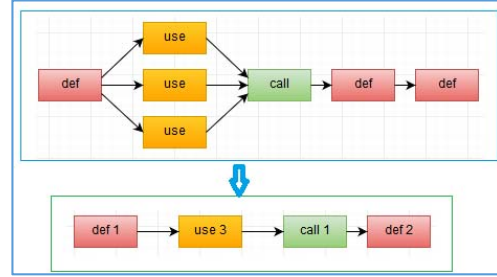 use
def
use
call
def
def
use
def 1
use 3
call 1
def 2